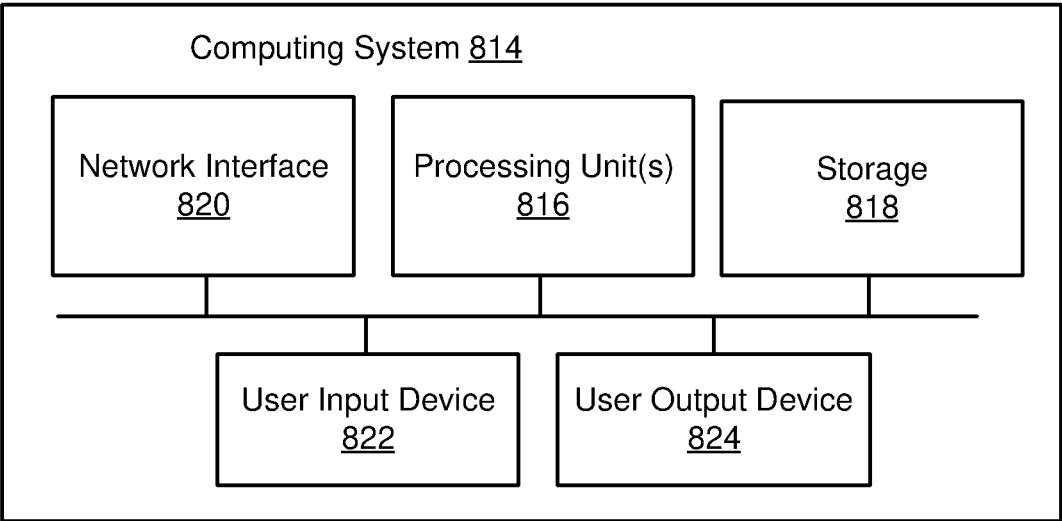 Computing System 814
Network Interface
820
Processing Unit(s)
816
Storage
818
User Input Device
822
User Output Device
824